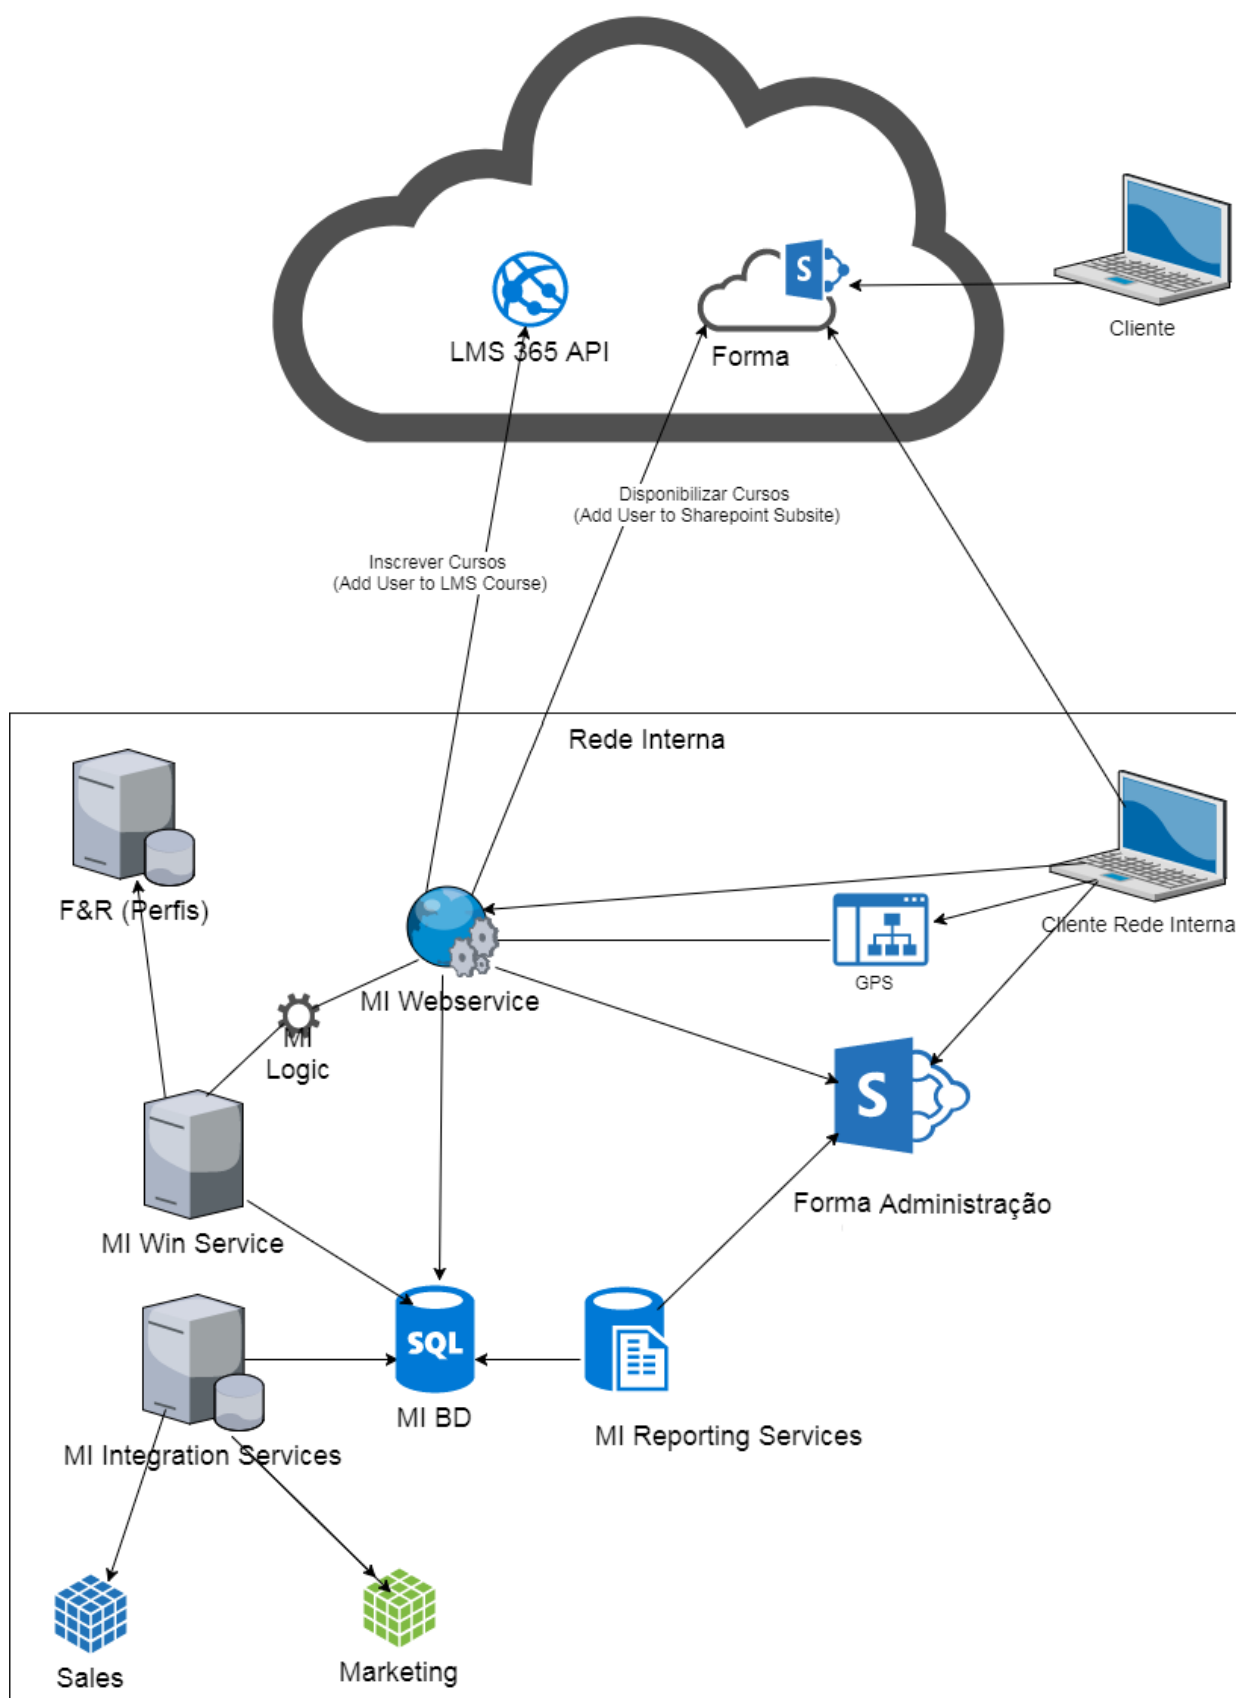 S
LMS 365 API
Forma
Cliente
Disponibilizar Cursos
(Add User to Sharepoint Subsite)
Inscrever Cursos
(Add User to LMS Course)
Rede Interna
F&R (Perfis)
Cliente Rede Interna
GPS
MI Webservice
MI
Logic
S
Forma Administração
MI Win Service
SQL
MI BD
MI Reporting Services
MI Integration Services
Sales
Marketing